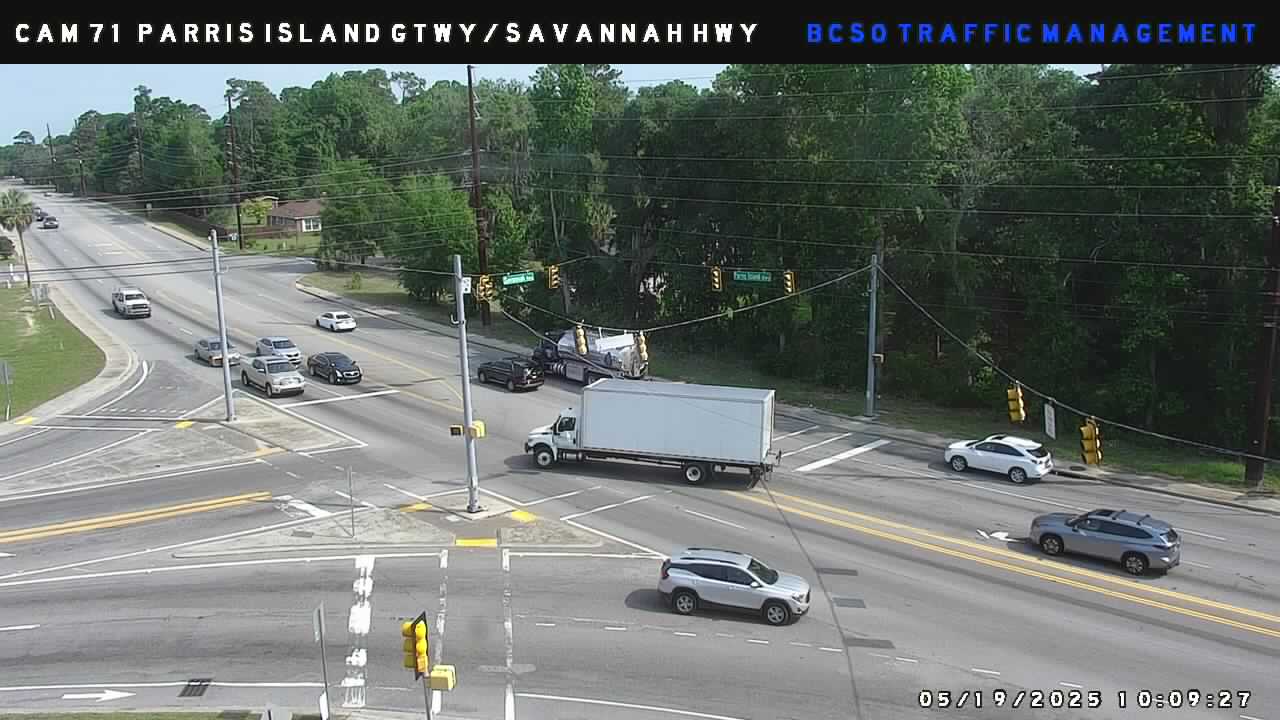 CAM 71 PARRIS ISLAND GTWY/SAVANNAH HWY
BCSO TRAFFIC MANAGEMENT
05/19/2025 10:09:27